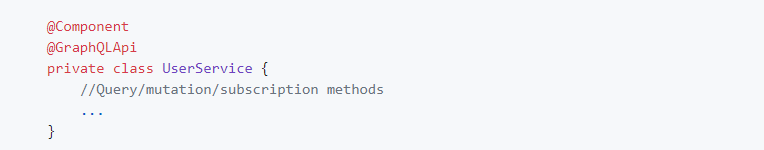 @Component
@GraphQLApi
private class UserService {
    //Query/mutation/subscription methods
    ...
}